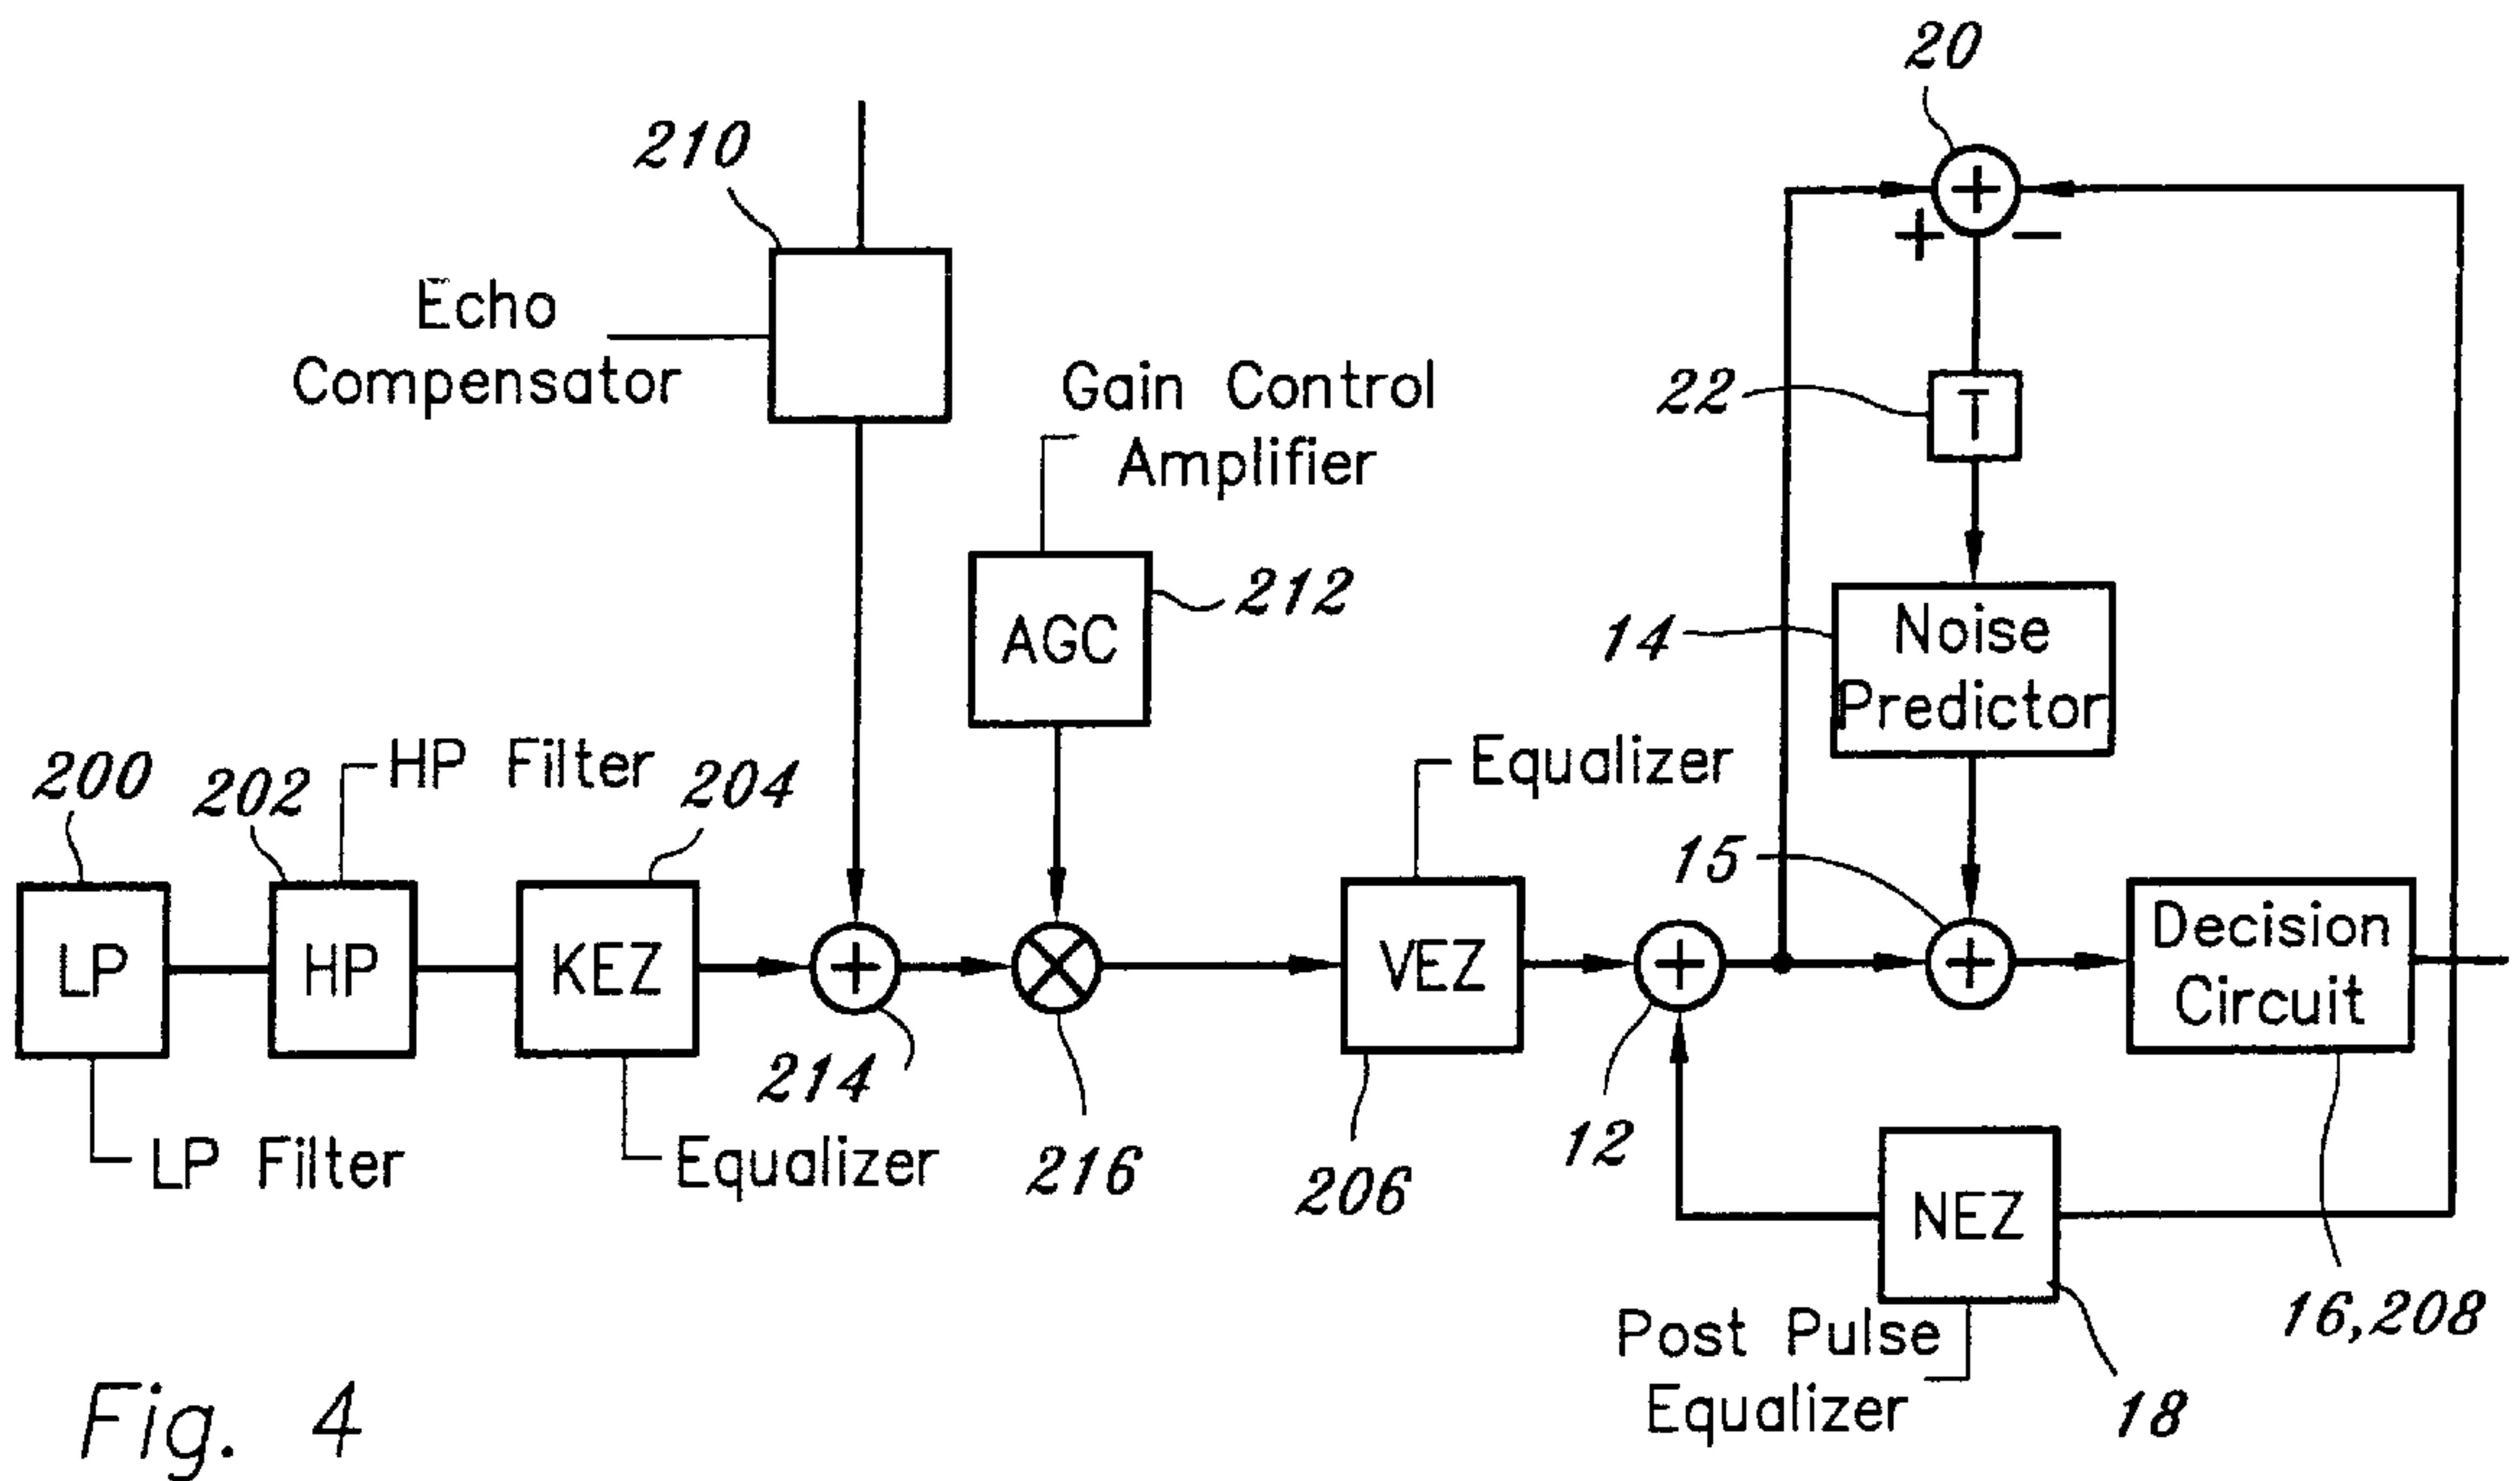 20
210
+ −
Echo
Compensator
Gain Control
Amplifier
22
T
AGC
212
14
Noise
Predictor
200
202
HP Filter
204
Equalizer
15
LP
HP
KEZ
VEZ
Decision
Circuit
214
216
206
12
LP Filter
Equalizer
NEZ
Post Pulse
Equalizer
16,208
18
Fig. 4